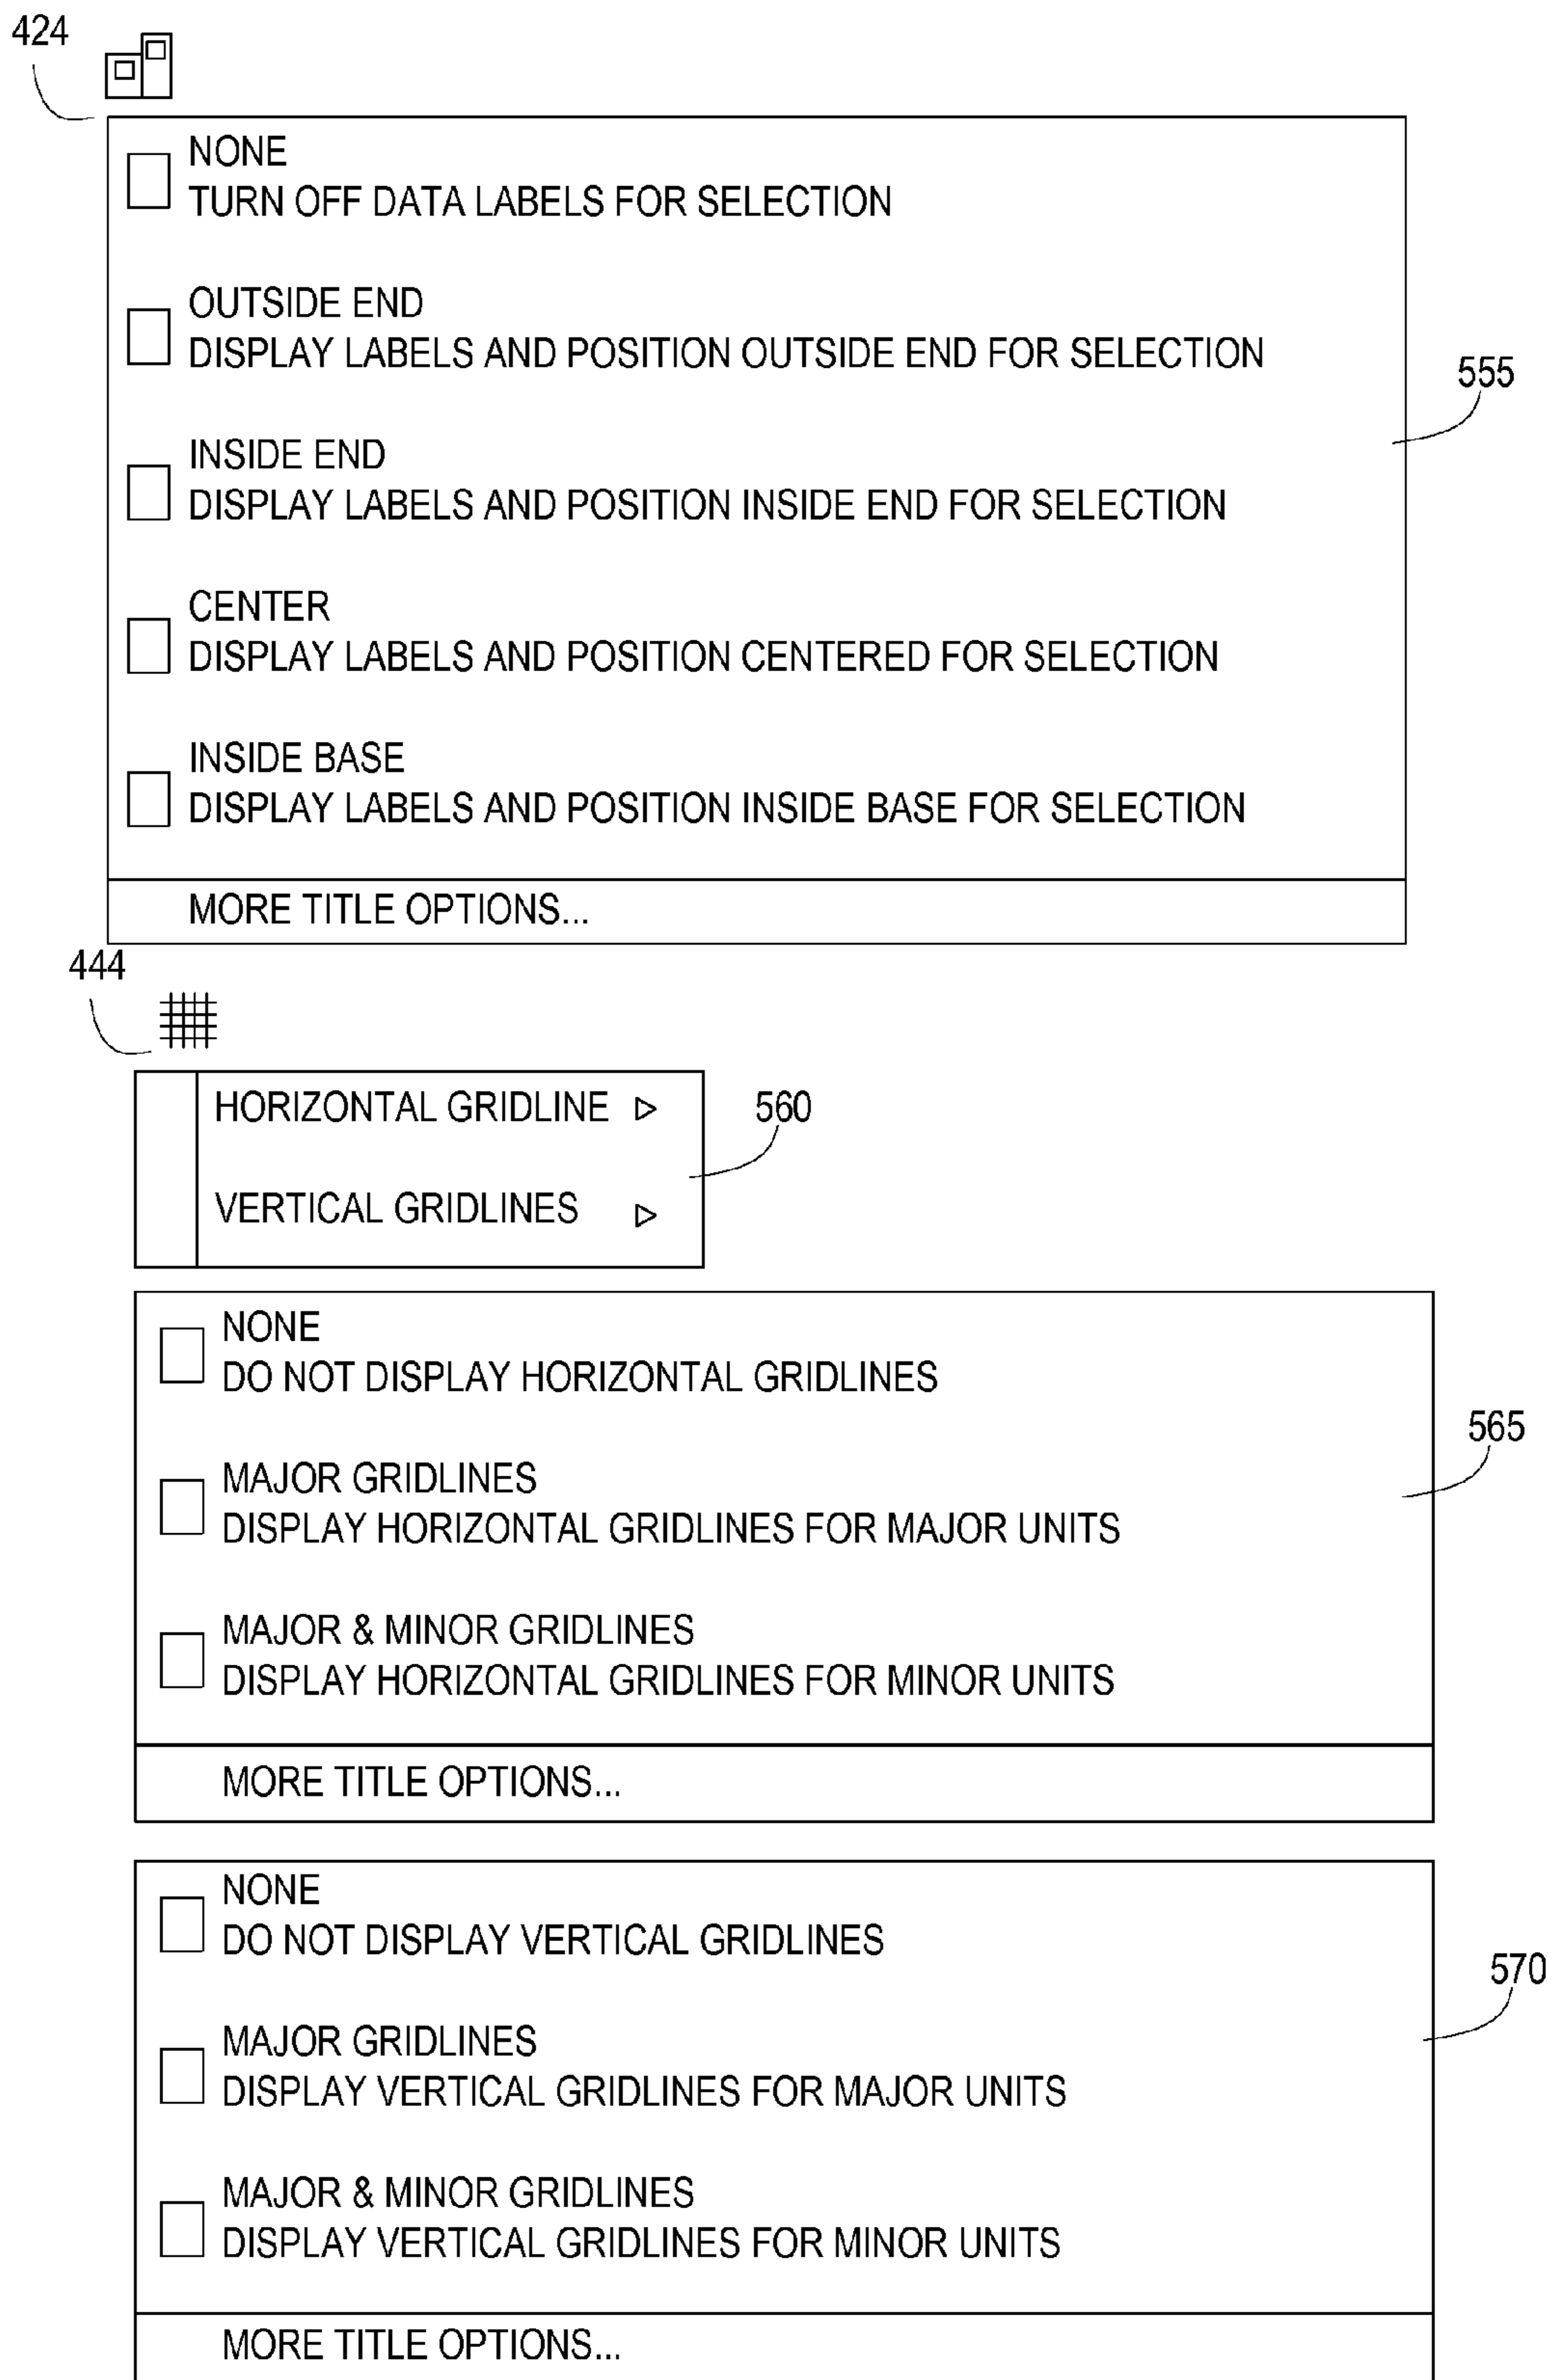 424
NONE
TURN OFF DATA LABELS FOR SELECTION
OUTSIDE END
DISPLAY LABELS AND POSITION OUTSIDE END FOR SELECTION
555
INSIDE END
DISPLAY LABELS AND POSITION INSIDE END FOR SELECTION
CENTER
DISPLAY LABELS AND POSITION CENTERED FOR SELECTION
INSIDE BASE
DISPLAY LABELS AND POSITION INSIDE BASE FOR SELECTION
MORE TITLE OPTIONS...
444
HORIZONTAL GRIDLINE
560
VERTICAL GRIDLINES
NONE
DO NOT DISPLAY HORIZONTAL GRIDLINES
565
MAJOR GRIDLINES
DISPLAY HORIZONTAL GRIDLINES FOR MAJOR UNITS
MAJOR & MINOR GRIDLINES
DISPLAY HORIZONTAL GRIDLINES FOR MINOR UNITS
MORE TITLE OPTIONS...
NONE
DO NOT DISPLAY VERTICAL GRIDLINES
570
MAJOR GRIDLINES
DISPLAY VERTICAL GRIDLINES FOR MAJOR UNITS
MAJOR & MINOR GRIDLINES
DISPLAY VERTICAL GRIDLINES FOR MINOR UNITS
MORE TITLE OPTIONS...